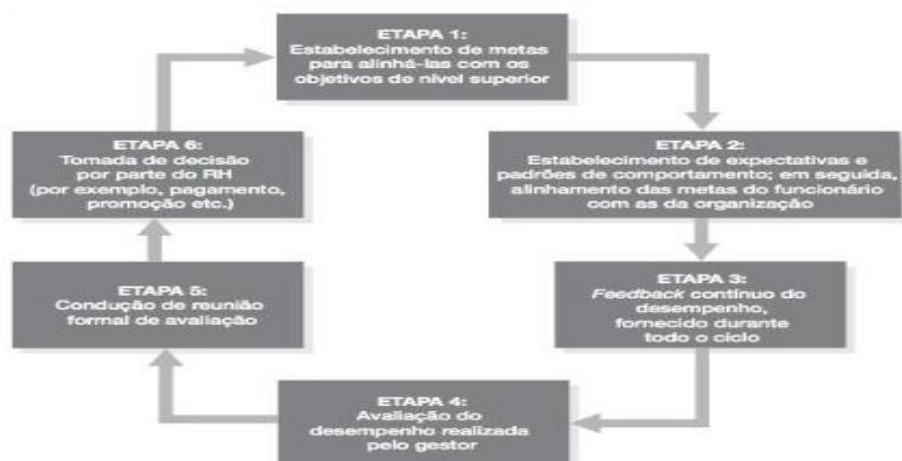 ETAPA 1:
Estabelecimento de metas
para alinhá-las com os
objetivos de nível superior
ETAPA 2:
Estabelecimento de expectativas e
padrões de comportamento; em seguida,
alinhamento das metas do funcionário
com as da organização
ETAPA 3:
Feedback contínuo do
desempenho,
fornecido durante
todo o ciclo
ETAPA 4:
Avaliação do
desempenho realizada
pelo gestor
ETAPA 5:
Condução de reunião
formal de avaliação
ETAPA 6:
Tomada de decisão
por parte do RH
(por exemplo, pagamento,
promoção etc.)